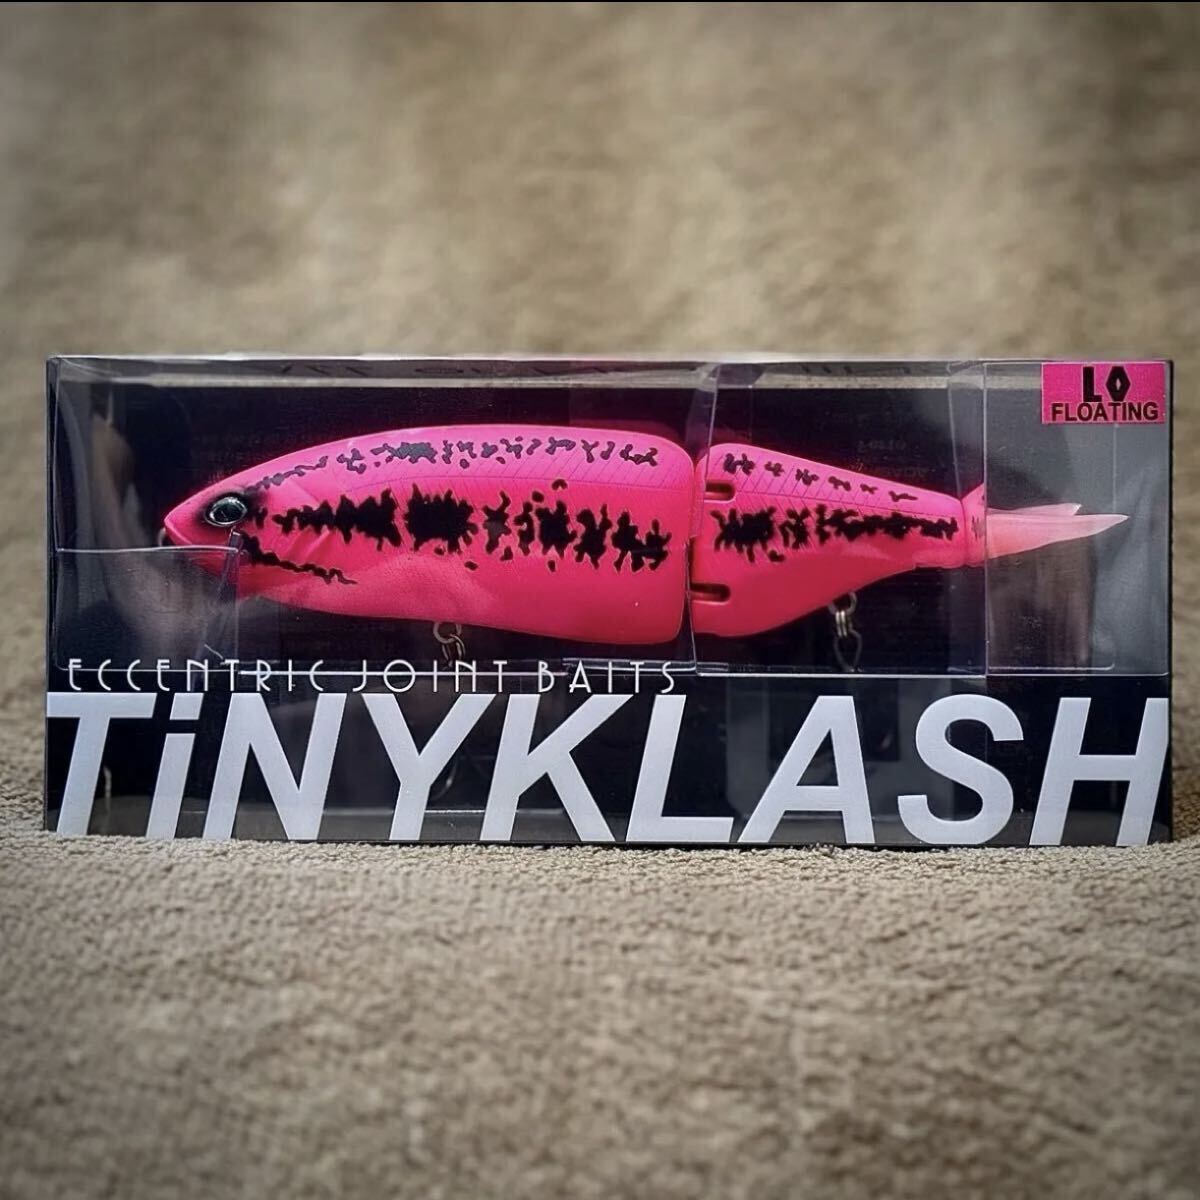 LO
FLOATING
ECCENTRIC JOINT BAITS
TiNYKLASH